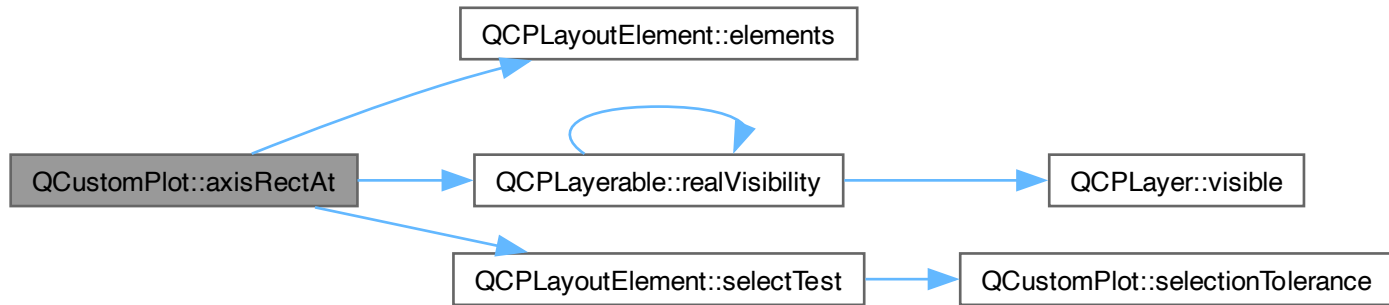 QCPLayoutElement::elements
QCustomPlot::axisRectAt
QCPLayerable::realVisibility
QCPLayer::visible
QCPLayoutElement::selectTest
QCustomPlot::selectionTolerance